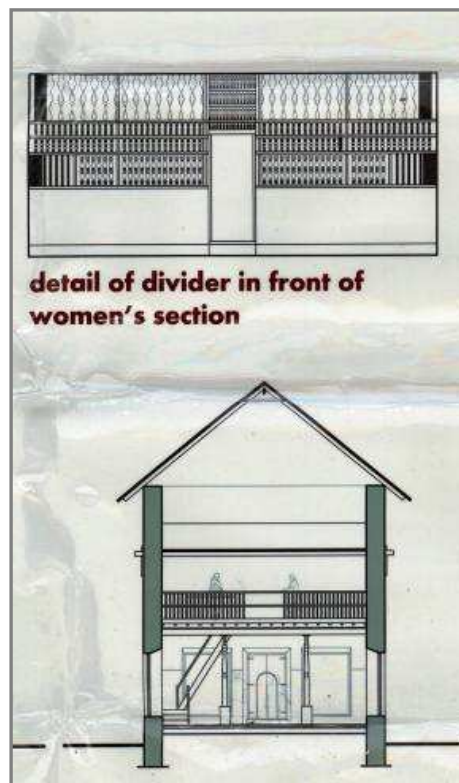 detail of divider in front of
women's section